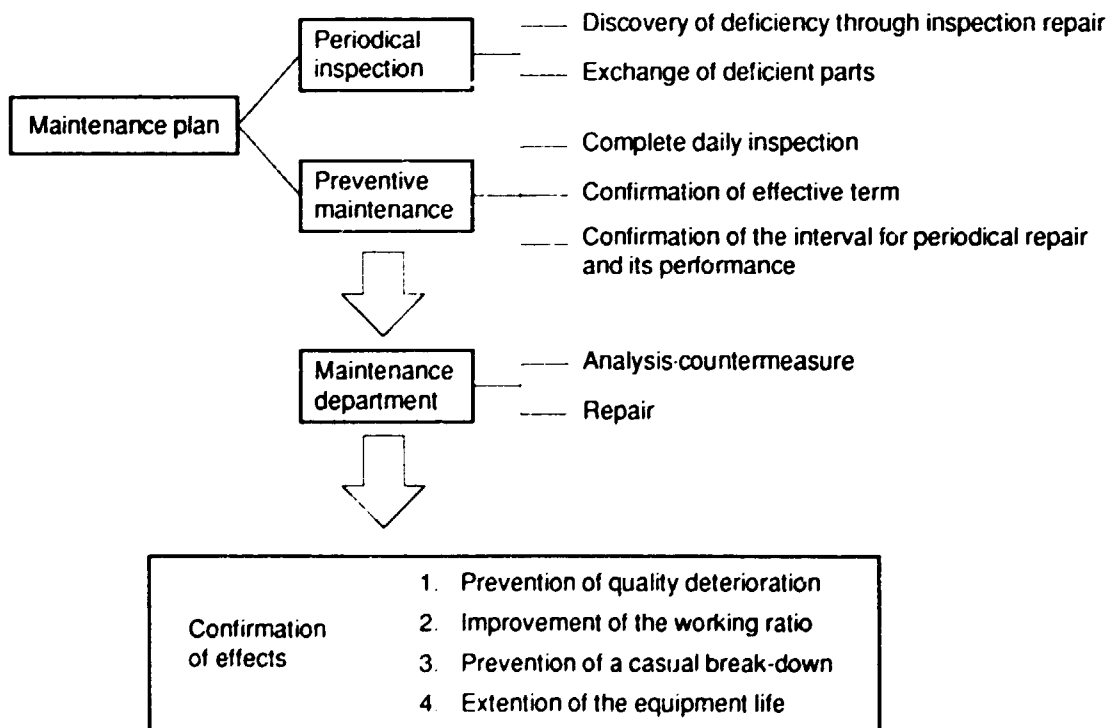 Periodical
inspection
Discovery of deficiency through inspection repair
Exchange of deficient parts
Maintenance plan
Preventive
maintenance
Complete daily inspection
Confirmation of effective term
Confirmation of the interval for periodical repair
and its performance
Maintenance
department
Analysis-countermeasure
Repair
Confirmation
of effects
1. Prevention of quality deterioration
2. Improvement of the working ratio
3. Prevention of a casual break-down
4. Extention of the equipment life